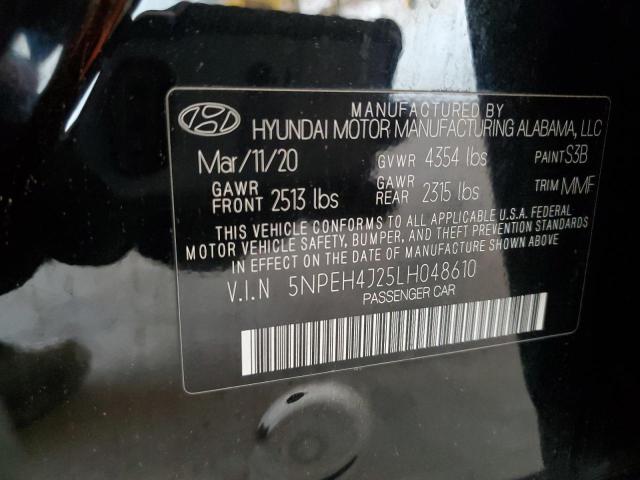 MANUFACTURED BY
HYUNDAI MOTOR MANUFACTURING ALABAMA, LLC
Mar/11/20 GVWR 4354 lbs PAINT S3B
GAWR FRONT 2513 lbs GAWR REAR 2315 lbs TRIM MMF
THIS VEHICLE CONFORMS TO ALL APPLICABLE U.S.A. FEDERAL
MOTOR VEHICLE SAFETY, BUMPER, AND THEFT PREVENTION STANDARDS
IN EFFECT ON THE DATE OF MANUFACTURE SHOWN ABOVE
V.I.N 5NPEH4J25LH048610
PASSENGER CAR